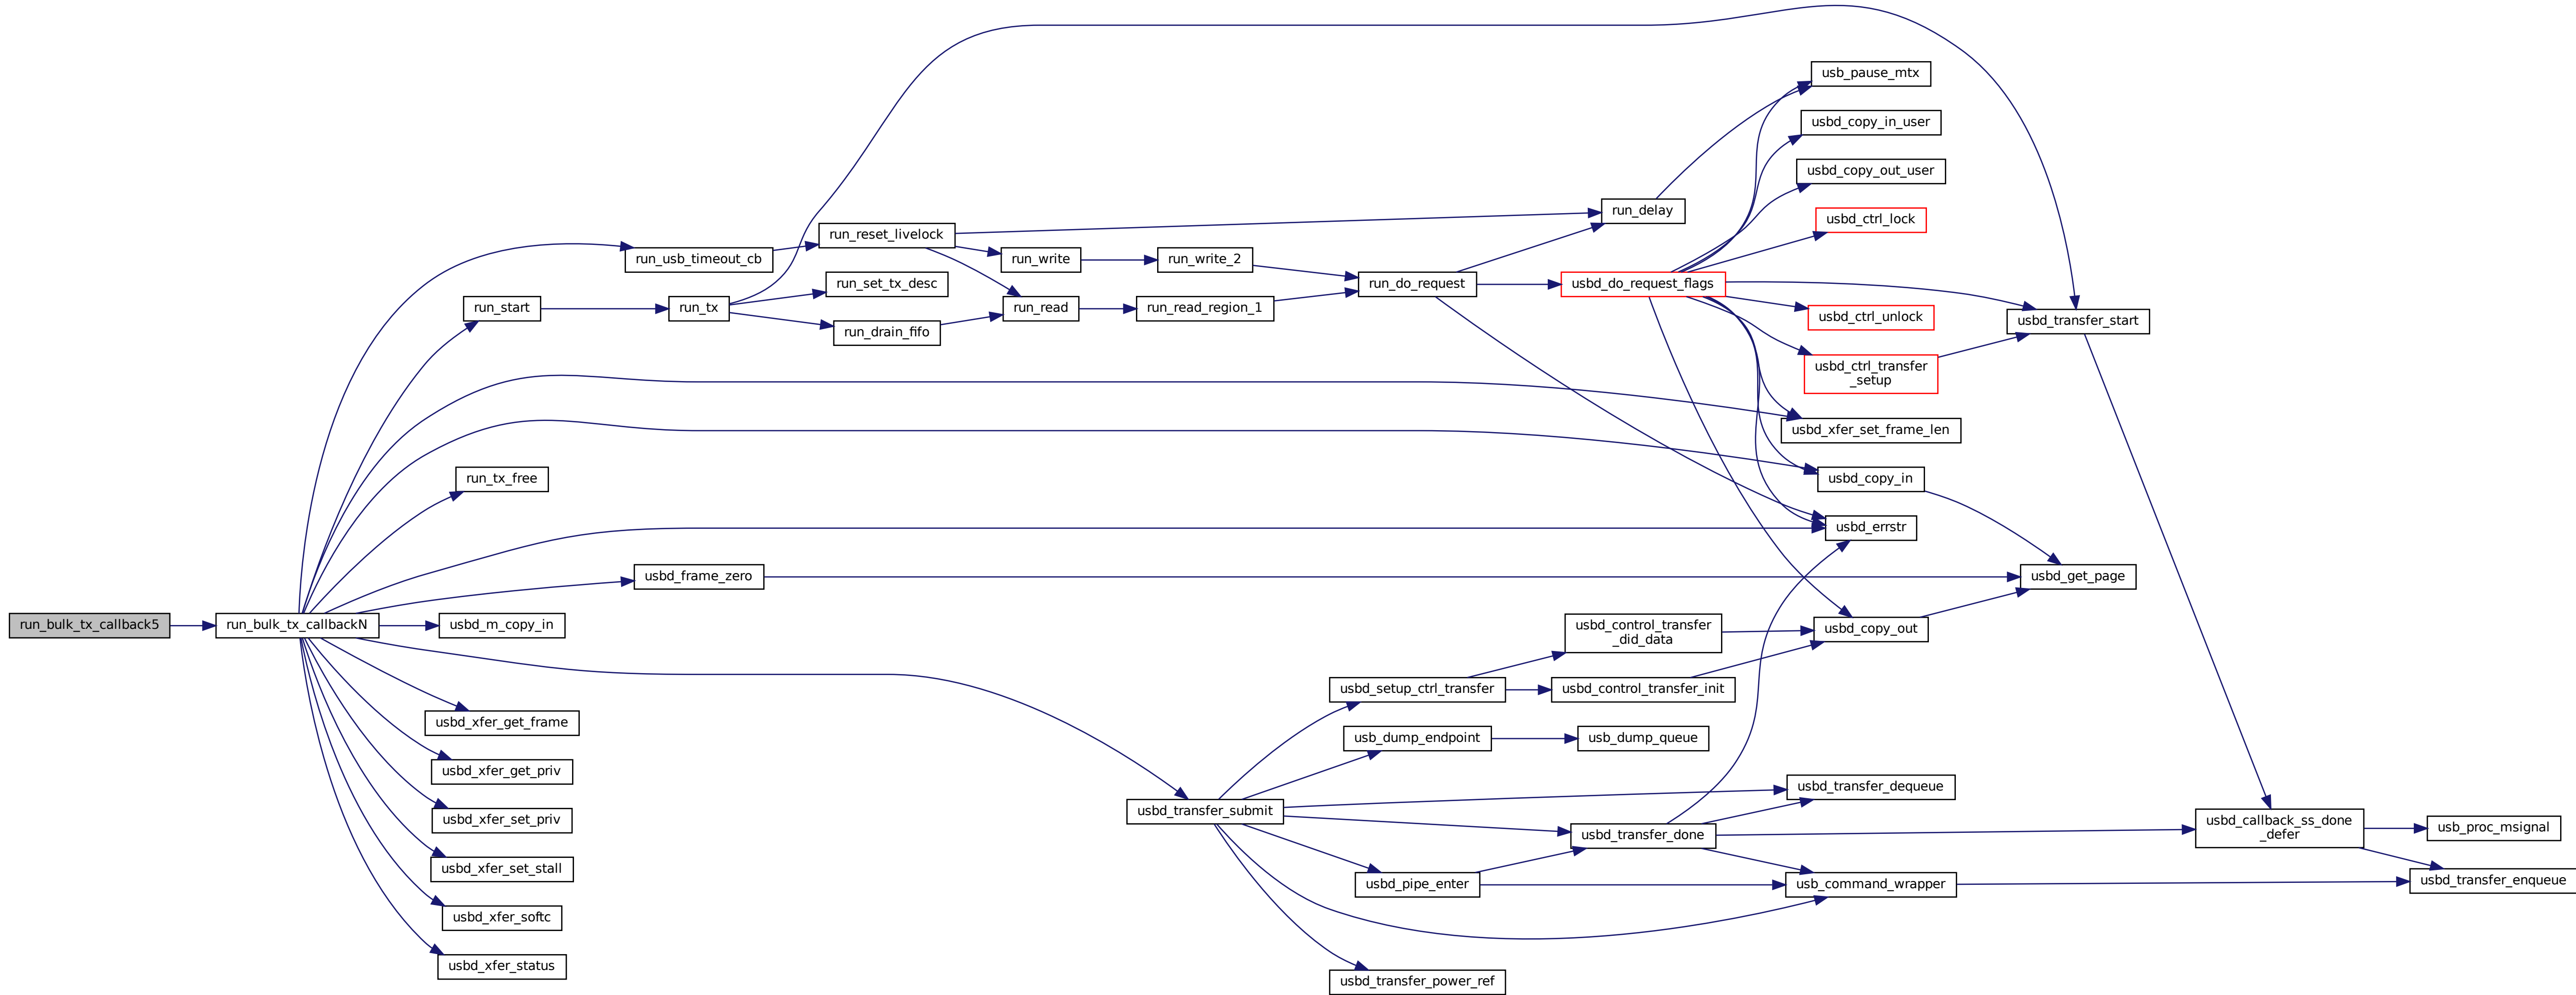 run_bulk_tx_callback5
run_bulk_tx_callbackN
run_usb_timeout_cb
run_reset_livelock
run_delay
usb_pause_mtx
run_write
run_write_2
run_start
run_tx
run_set_tx_desc
run_drain_fifo
run_read
run_read_region_1
run_do_request
usbd_do_request_flags
usbd_copy_in_user
usbd_copy_out_user
usbd_ctrl_lock
usbd_ctrl_unlock
usbd_ctrl_transfer
_setup
usbd_transfer_start
usbd_xfer_set_frame_len
usbd_copy_in
usbd_errstr
usbd_get_page
usbd_copy_out
run_tx_free
usbd_frame_zero
usbd_m_copy_in
usbd_xfer_get_frame
usbd_xfer_get_priv
usbd_xfer_set_priv
usbd_xfer_set_stall
usbd_xfer_softc
usbd_xfer_status
usbd_transfer_submit
usbd_setup_ctrl_transfer
usbd_control_transfer
_did_data
usbd_control_transfer_init
usb_dump_endpoint
usb_dump_queue
usbd_transfer_dequeue
usbd_transfer_done
usbd_pipe_enter
usb_command_wrapper
usbd_transfer_power_ref
usbd_callback_ss_done
_defer
usb_proc_msignal
usbd_transfer_enqueue